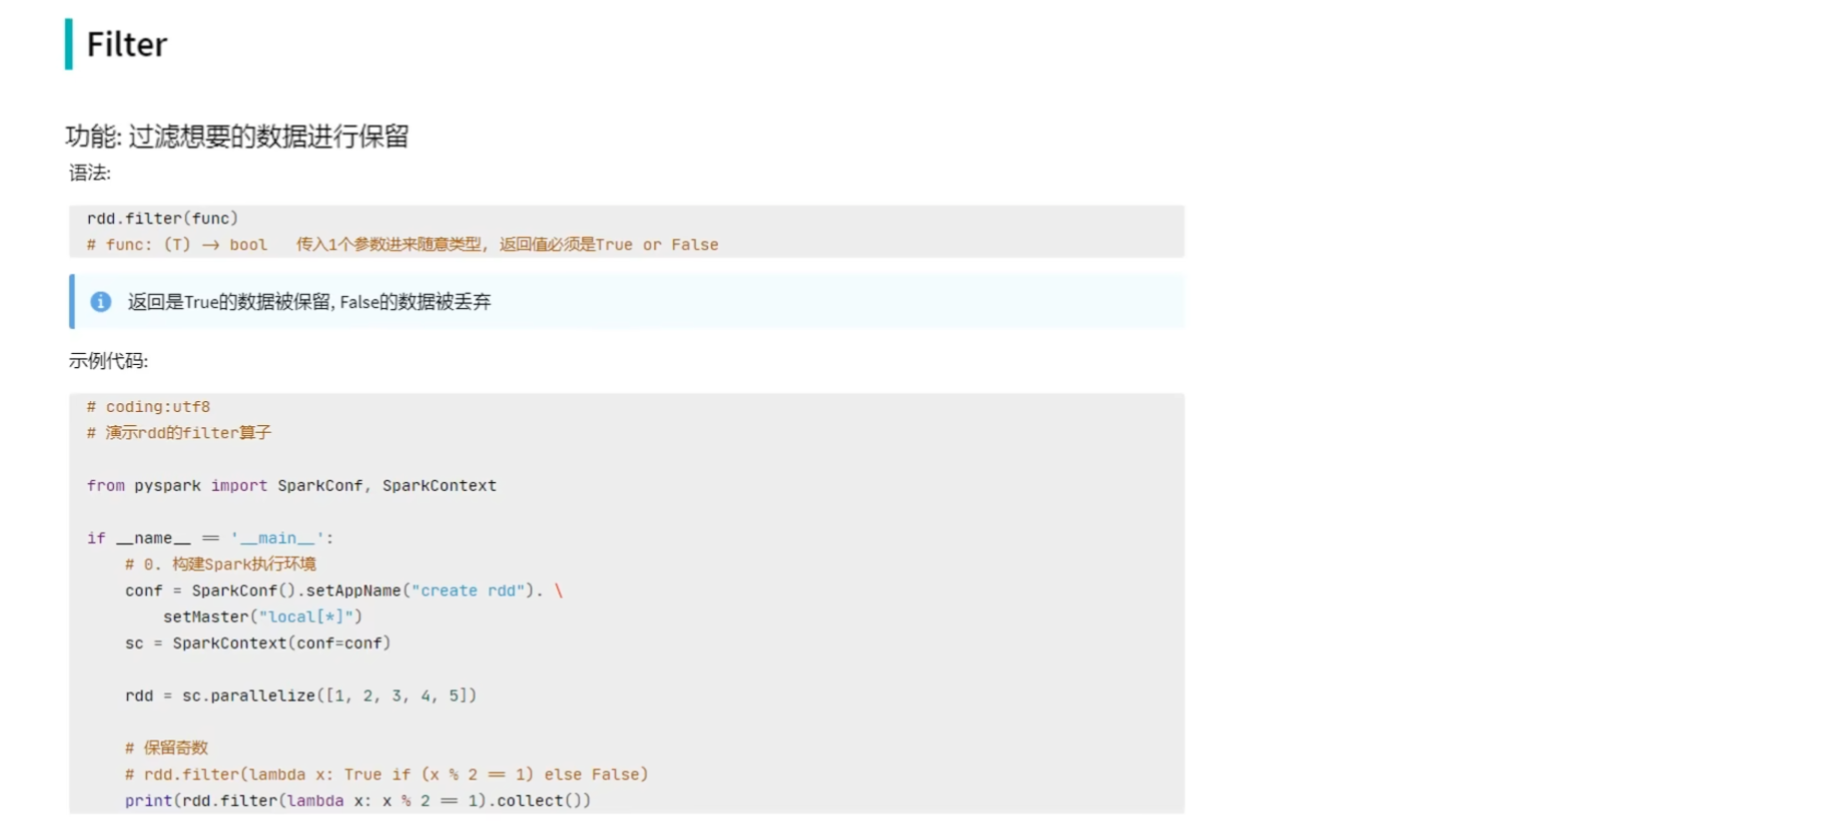 Filter
功能: 过滤想要的数据进行保留
语法:
rdd.filter(func)
# func: (T) → bool   传入1个参数进来随意类型, 返回值必须是True or False
返回是True的数据被保留, False的数据被丢弃
示例代码:
# coding:utf8
# 演示rdd的filter算子
from pyspark import SparkConf, SparkContext
if __name__ == '__main__':
    # 0. 构建Spark执行环境
    conf = SparkConf().setAppName("create rdd"). \
        setMaster("local[*]")
    sc = SparkContext(conf=conf)
    rdd = sc.parallelize([1, 2, 3, 4, 5])
    # 保留奇数
    # rdd.filter(lambda x: True if (x % 2 == 1) else False)
    print(rdd.filter(lambda x: x % 2 == 1).collect())